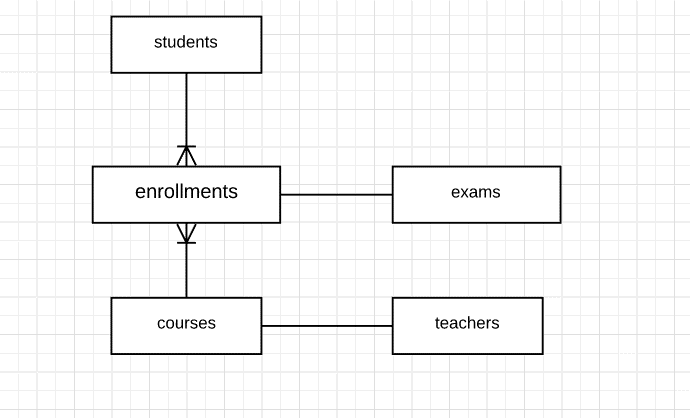 students
enrollments
exams
courses
teachers